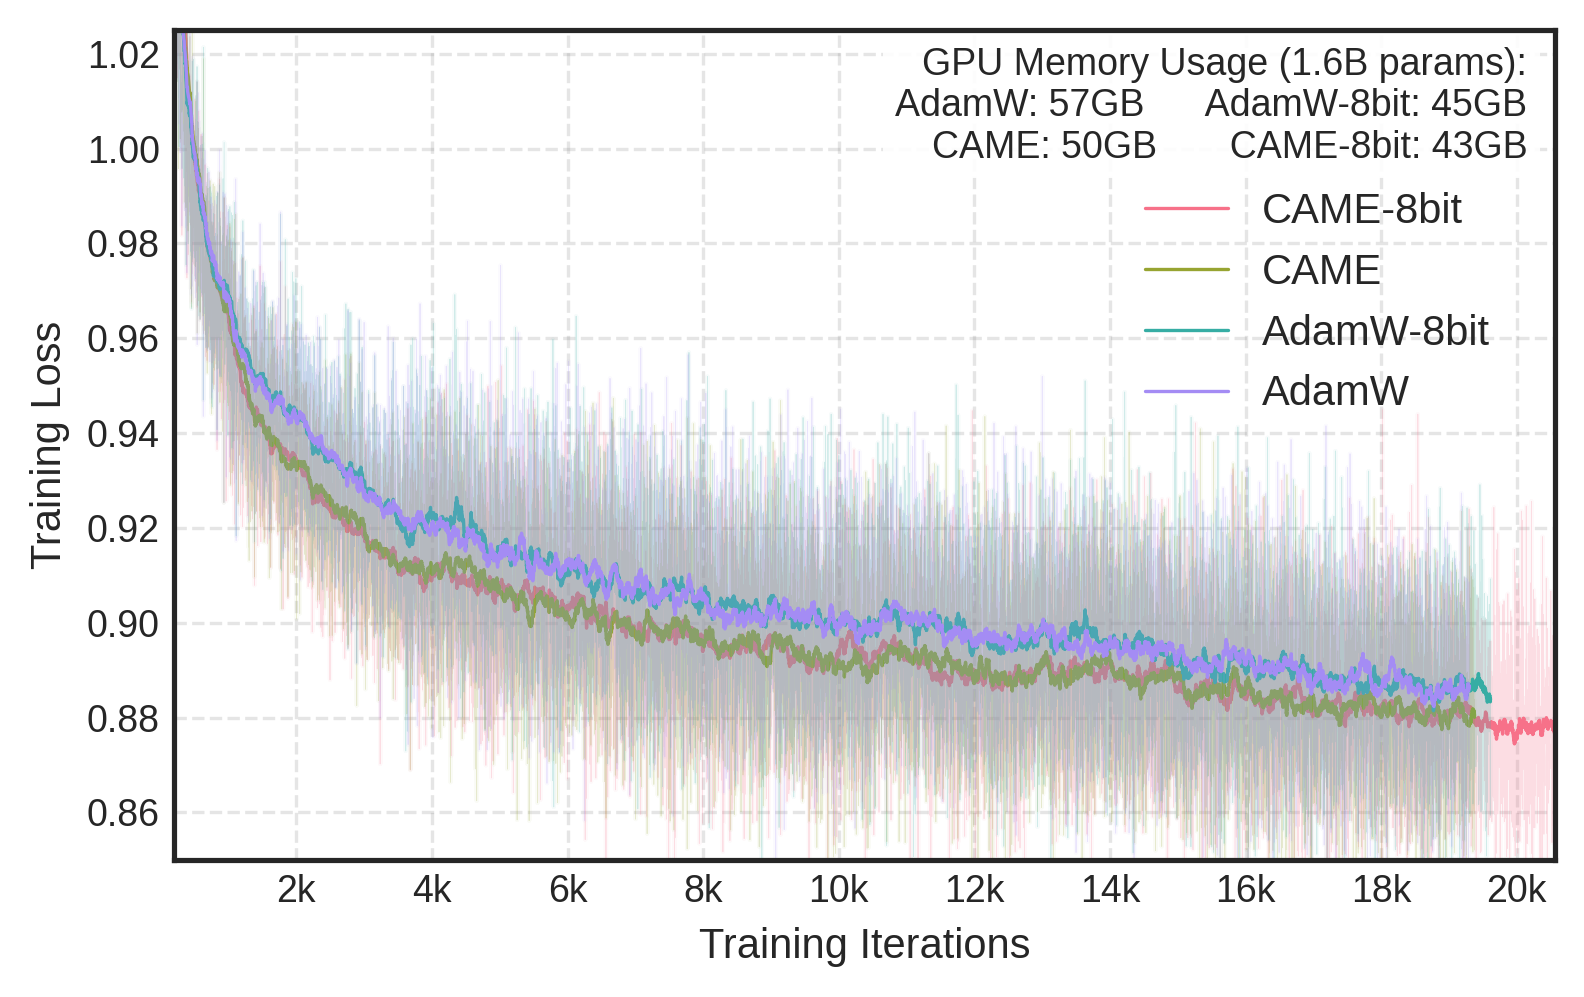 GPU Memory Usage (1.6B params):
AdamW: 57GB AdamW-8bit: 45GB
CAME: 50GB CAME-8bit: 43GB
CAME-8bit
CAME
AdamW-8bit
AdamW
Training Loss
1.02
1.00
0.98
0.96
0.94
0.92
0.90
0.88
0.86
2k 4k 6k 8k 10k 12k 14k 16k 18k 20k
Training Iterations